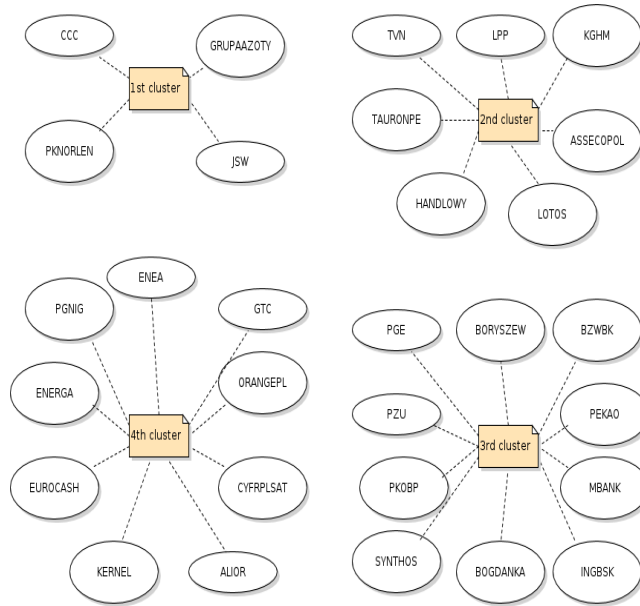 CCC
GRUPAAZOTY
1st cluster
PKNORLEN
JSW
TVN
LPP
KGHM
TAURONPE
2nd cluster
ASSECOPOL
HANDLOWY
LOTOS
ENEA
PGNIG
GTC
ENERGA
ORANGEPL
4th cluster
EUROCASH
CYFRPLSAT
KERNEL
ALIOR
PGE
BORYSZEW
BZWBK
PZU
PEKAO
3rd cluster
PKOBP
MBANK
SYNTHOS
BOGDANKA
INGBSK